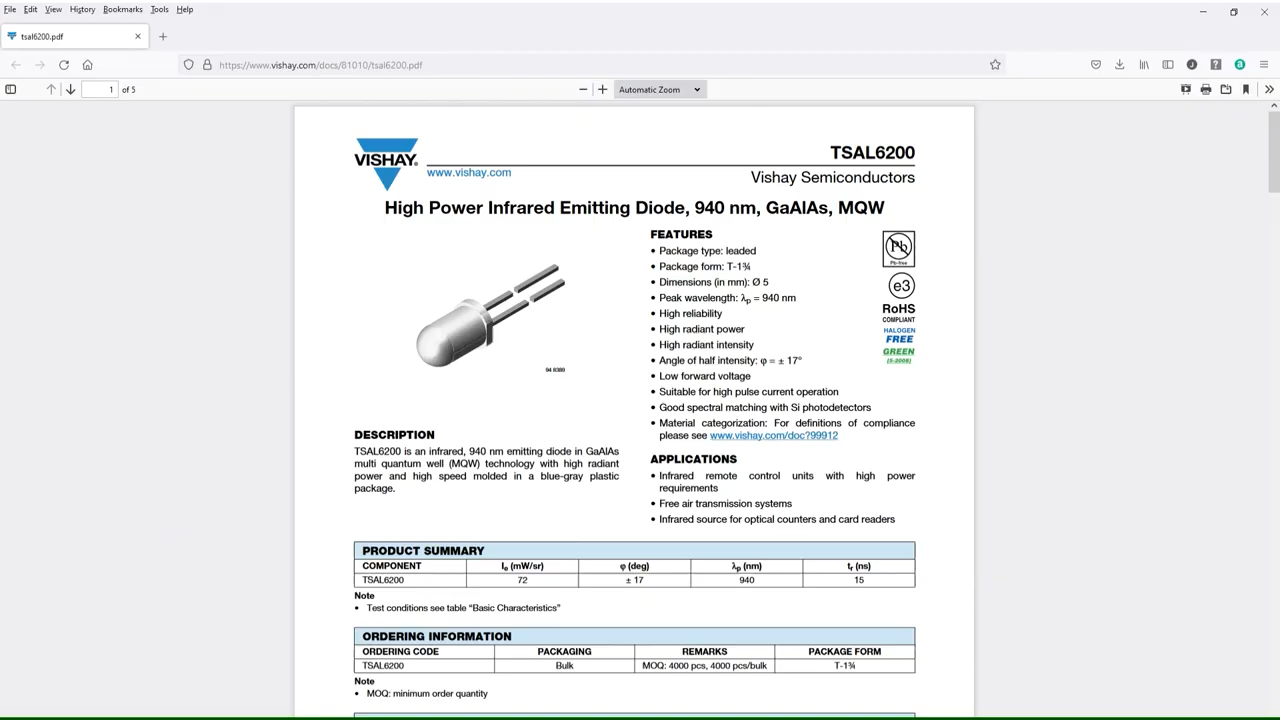 File Edit View History Bookmarks Tools Help
tsal6200.pdf
https://www.vishay.com/docs/81010/tsal6200.pdf
1 of 5
Automatic Zoom
VISHAY.
www.vishay.com
TSAL6200
Vishay Semiconductors
High Power Infrared Emitting Diode, 940 nm, GaAlAs, MQW
94 8389
DESCRIPTION
TSAL6200 is an infrared, 940 nm emitting diode in GaAlAs
multi quantum well (MQW) technology with high radiant
power and high speed molded in a blue-gray plastic
package.
FEATURES
• Package type: leaded
• Package form: T-1¾
• Dimensions (in mm): Ø 5
• Peak wavelength: λp = 940 nm
• High reliability
• High radiant power
• High radiant intensity
• Angle of half intensity: φ = ± 17°
• Low forward voltage
• Suitable for high pulse current operation
• Good spectral matching with Si photodetectors
• Material categorization: For definitions of compliance
please see www.vishay.com/doc?99912
Pb
Pb-free
e3
RoHS
COMPLIANT
HALOGEN
FREE
GREEN
(5-2008)
APPLICATIONS
• Infrared remote control units with high power
requirements
• Free air transmission systems
• Infrared source for optical counters and card readers
PRODUCT SUMMARY
COMPONENT Ie (mW/sr) φ (deg) λp (nm) tr (ns)
TSAL6200 72 ± 17 940 15
Note
• Test conditions see table “Basic Characteristics”
ORDERING INFORMATION
ORDERING CODE PACKAGING REMARKS PACKAGE FORM
TSAL6200 Bulk MOQ: 4000 pcs, 4000 pcs/bulk T-1¾
Note
• MOQ: minimum order quantity